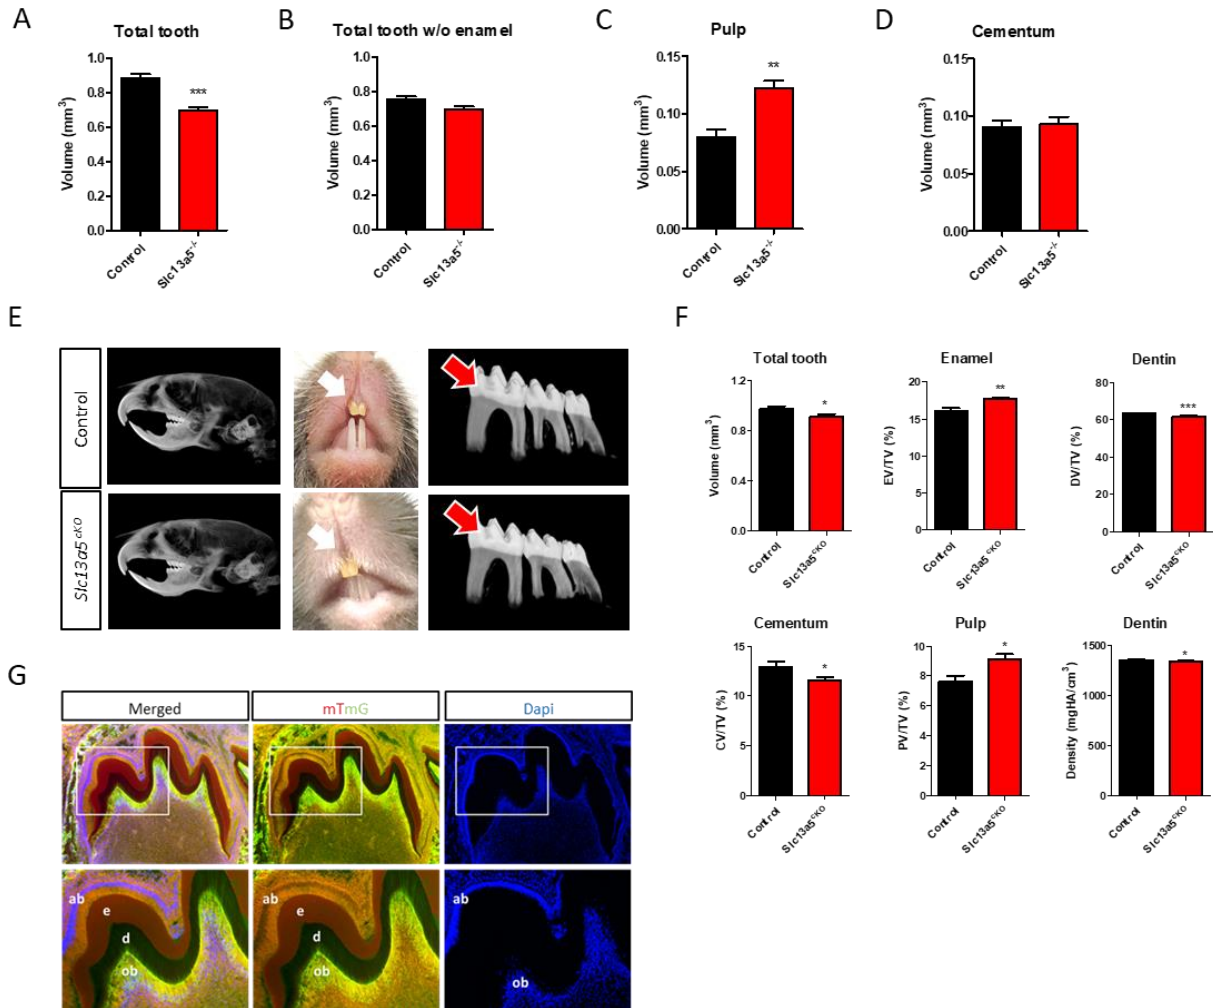 A
Total tooth
Volume (mm3)
1.0
0.8
0.6
0.4
0.2
0.0
***
Control
Slc13a5-/-
B
Total tooth w/o enamel
Volume (mm3)
1.0
0.8
0.6
0.4
0.2
0.0
Control
Slc13a5-/-
C
Pulp
Volume (mm3)
0.15
0.10
0.05
0.00
**
Control
Slc13a5-/-
D
Cementum
Volume (mm3)
0.15
0.10
0.05
0.00
Control
Slc13a5-/-
E
Control
Slc13a5cKO
F
Total tooth
Volume (mm3)
1.2
0.8
0.4
0.0
*
Control
Slc13a5cKO
Enamel
EV/TV (%)
20
15
10
5
0
**
Control
Slc13a5cKO
Dentin
DV/TV (%)
80
60
40
20
0
***
Control
Slc13a5cKO
Cementum
CV/TV (%)
15
10
5
0
*
Control
Slc13a5cKO
Pulp
PV/TV (%)
10
8
6
4
2
0
*
Control
Slc13a5cKO
Dentin
Density (mgHA/cm3)
1500
1000
500
0
*
Control
Slc13a5cKO
G
Merged
mTmG
Dapi
ab
e
d
ob
ab
e
d
ob
ab
ob